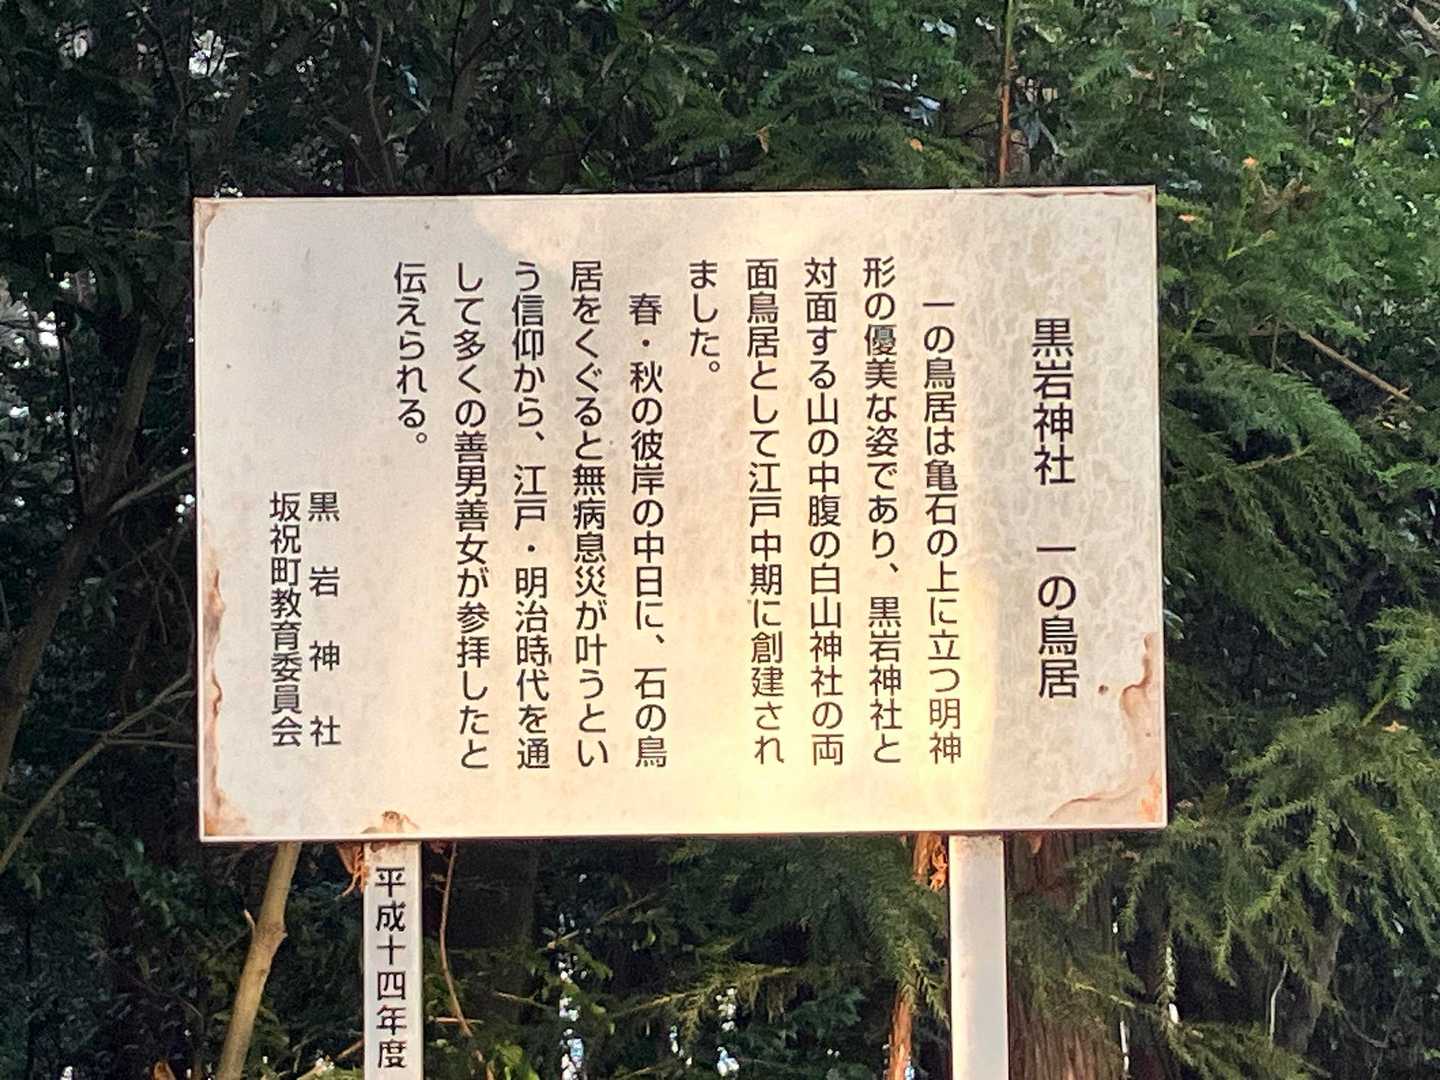 黒岩神社　一の鳥居
一の鳥居は亀石の上に立つ明神
形の優美な姿であり、黒岩神社と
対面する山の中腹の白山神社の両
面鳥居として江戸中期に創建され
ました。
春・秋の彼岸の中日に、石の鳥
居をくぐると無病息災が叶うとい
う信仰から、江戸・明治時代を通
して多くの善男善女が参拝したと
伝えられる。
黒岩神社
坂祝町教育委員会
平成十四年度